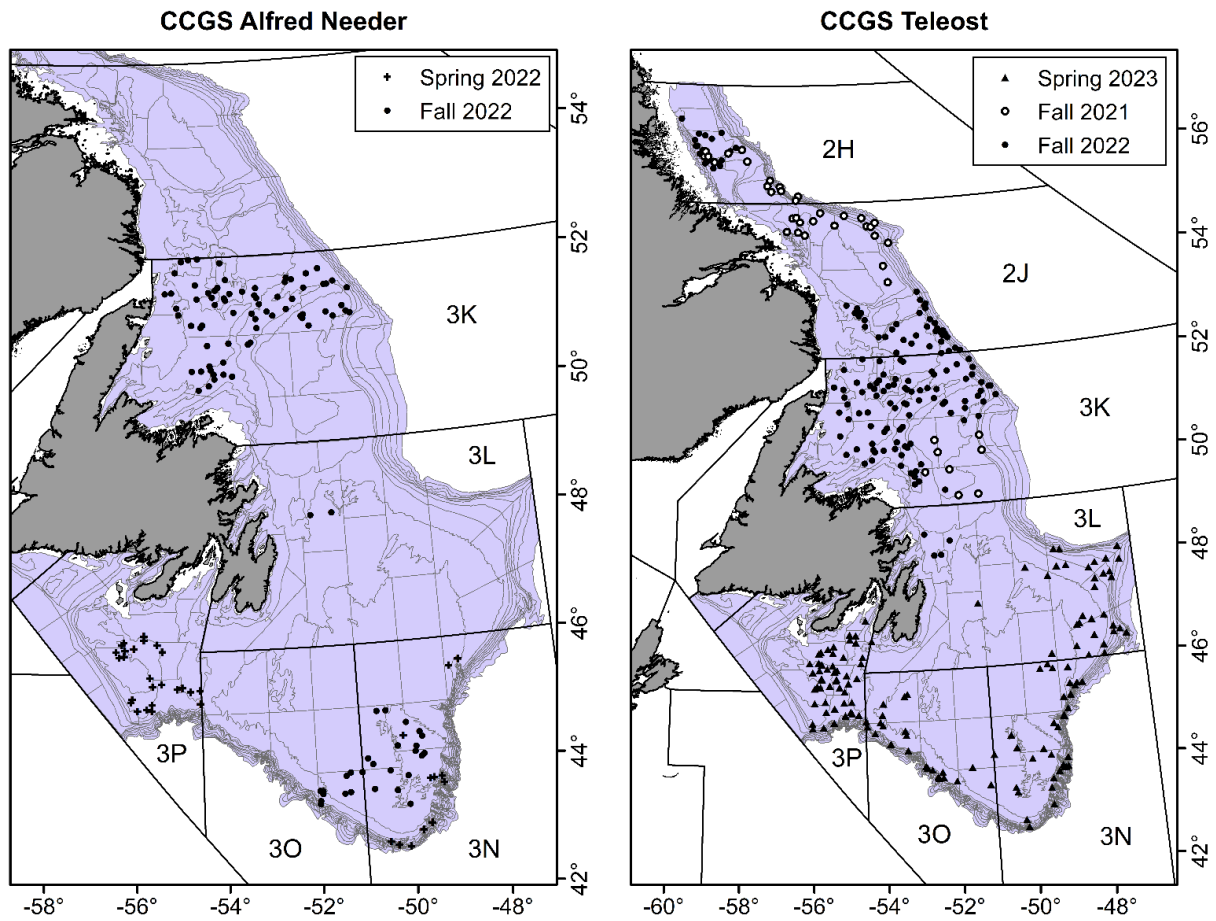 CCGS Alfred Needer
Spring 2022
Fall 2022
3K
3L
3P
3O
3N
54°
52°
50°
48°
46°
44°
42°
-58°
-56°
-54°
-52°
-50°
-48°
CCGS Teleost
Spring 2023
Fall 2021
Fall 2022
2H
2J
3K
3L
3P
3O
3N
56°
54°
52°
50°
48°
46°
44°
42°
-60°
-58°
-56°
-54°
-52°
-50°
-48°